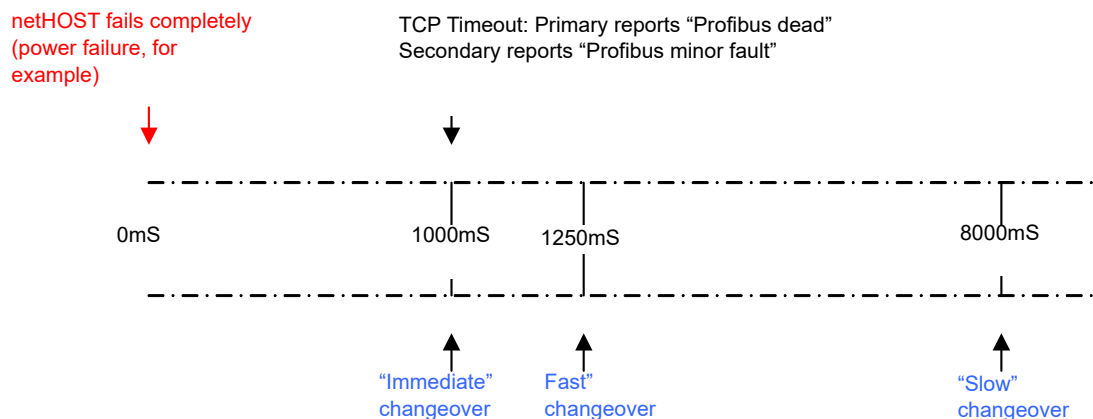 netHOST fails completely
(power failure, for
example)
TCP Timeout: Primary reports “Profibus dead”
Secondary reports “Profibus minor fault”
0mS
1000mS
1250mS
8000mS
“Immediate”
changeover
Fast”
changeover
“Slow”
changeover